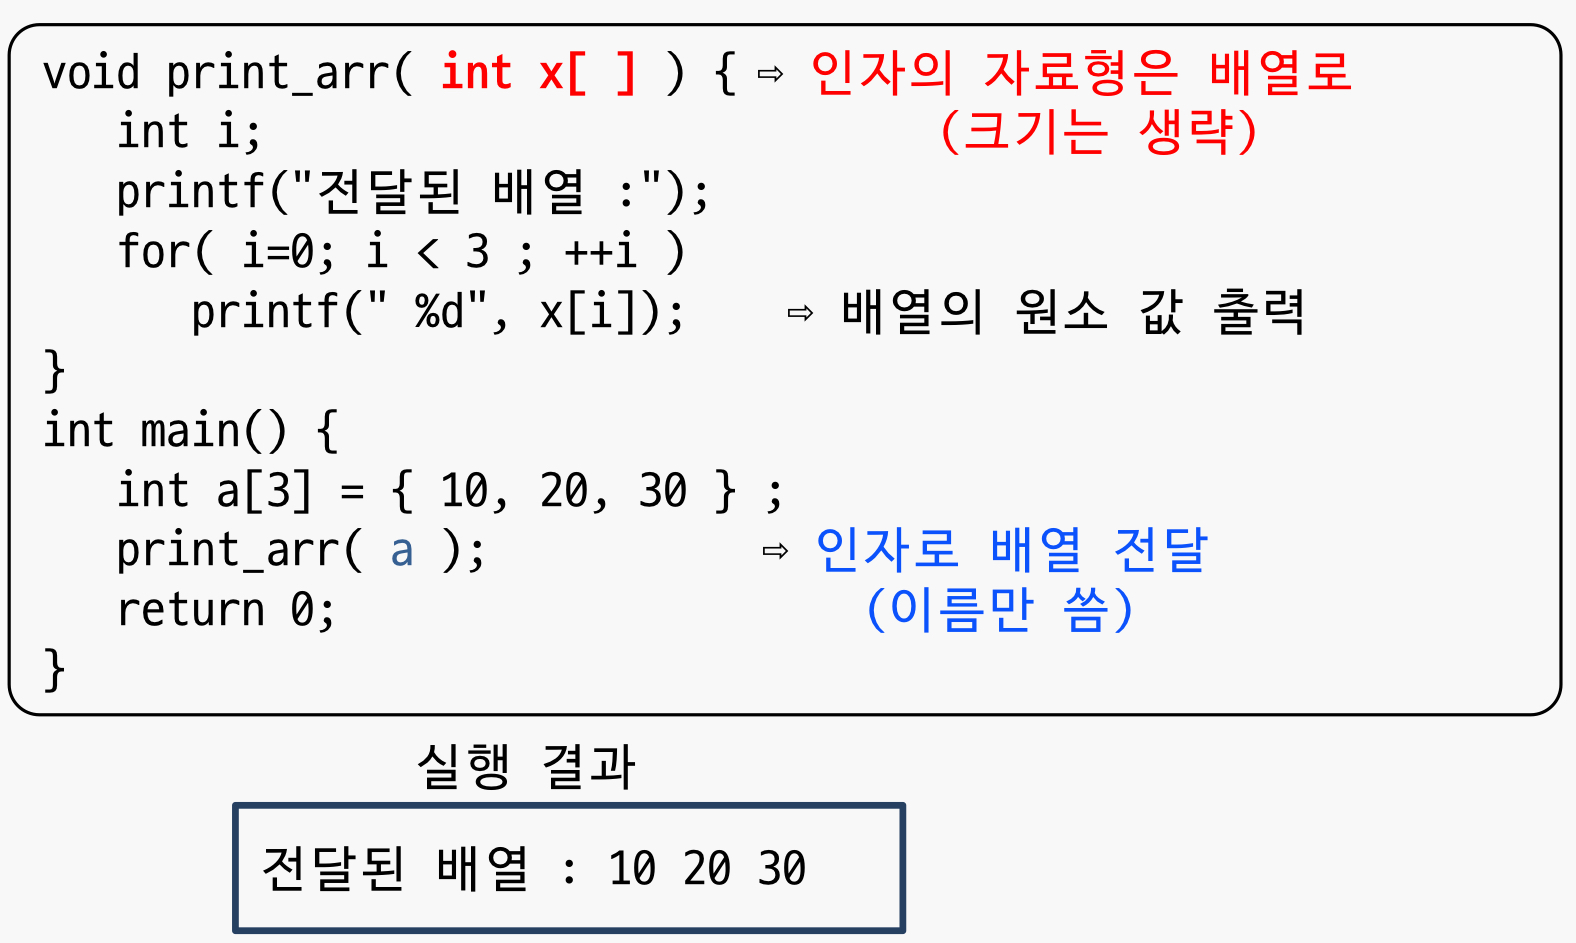 void print_arr( int x[ ] ) { ⇨ 인자의 자료형은 배열로
int i; (크기는 생략)
printf("전달된 배열 :");
for( i=0; i < 3 ; ++i )
printf(" %d", x[i]); ⇨ 배열의 원소 값 출력
}
int main() {
int a[3] = { 10, 20, 30 } ;
print_arr( a ); ⇨ 인자로 배열 전달
return 0; (이름만 씀)
}
실행 결과
전달된 배열 : 10 20 30